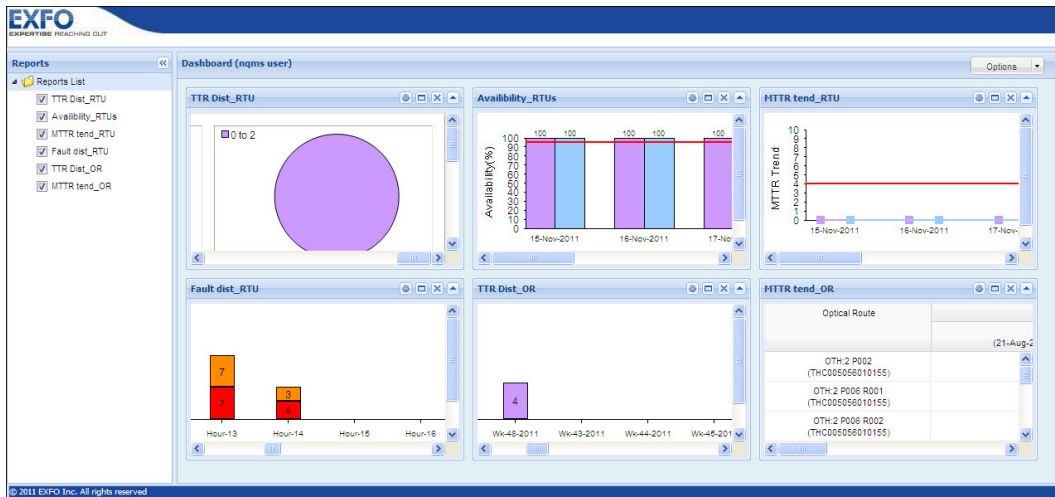 EXFO
EXPERTISE REACHING OUT
Reports
Reports List
TTR Dist_RTU
Availibility_RTUs
MTTR tend_RTU
Fault dist_RTU
TTR Dist_OR
MTTR tend_OR
Dashboard (nqms user)
Options
TTR Dist_RTU
0 to 2
Availibility_RTUs
Availability(%)
100
90
80
70
60
50
40
30
20
10
0
100 100 100 100 100
15-Nov-2011 16-Nov-2011 17-Nov
MTTR tend_RTU
MTTR Trend
10
9
8
7
6
5
4
3
2
1
0
15-Nov-2011 16-Nov-2011 17-Nov-
Fault dist_RTU
7
7
3
4
Hour-13 Hour-14 Hour-15 Hour-16
TTR Dist_OR
4
Wk-48-2011 Wk-43-2011 Wk-44-2011 Wk-45-201
MTTR tend_OR
Optical Route
(21-Aug-2
OTH:2 P002
(THC005056010155)
OTH:2 P006 R001
(THC005056010155)
OTH:2 P006 R002
(THC005056010155)
© 2011 EXFO Inc. All rights reserved